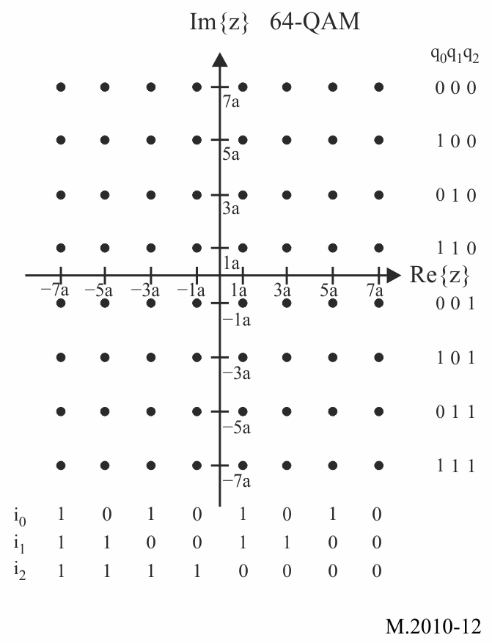 Im{z} 64-QAM
q₀q₁q₂
0 0 0
7a
1 0 0
5a
0 1 0
3a
1 1 0
1a
Re{z}
−7a −5a −3a −1a 1a 3a 5a 7a
0 0 1
−1a
1 0 1
−3a
0 1 1
−5a
1 1 1
−7a
i₀ 1 0 1 0 1 0 1 0
i₁ 1 1 0 0 1 1 0 0
i₂ 1 1 1 1 0 0 0 0
M.2010-12